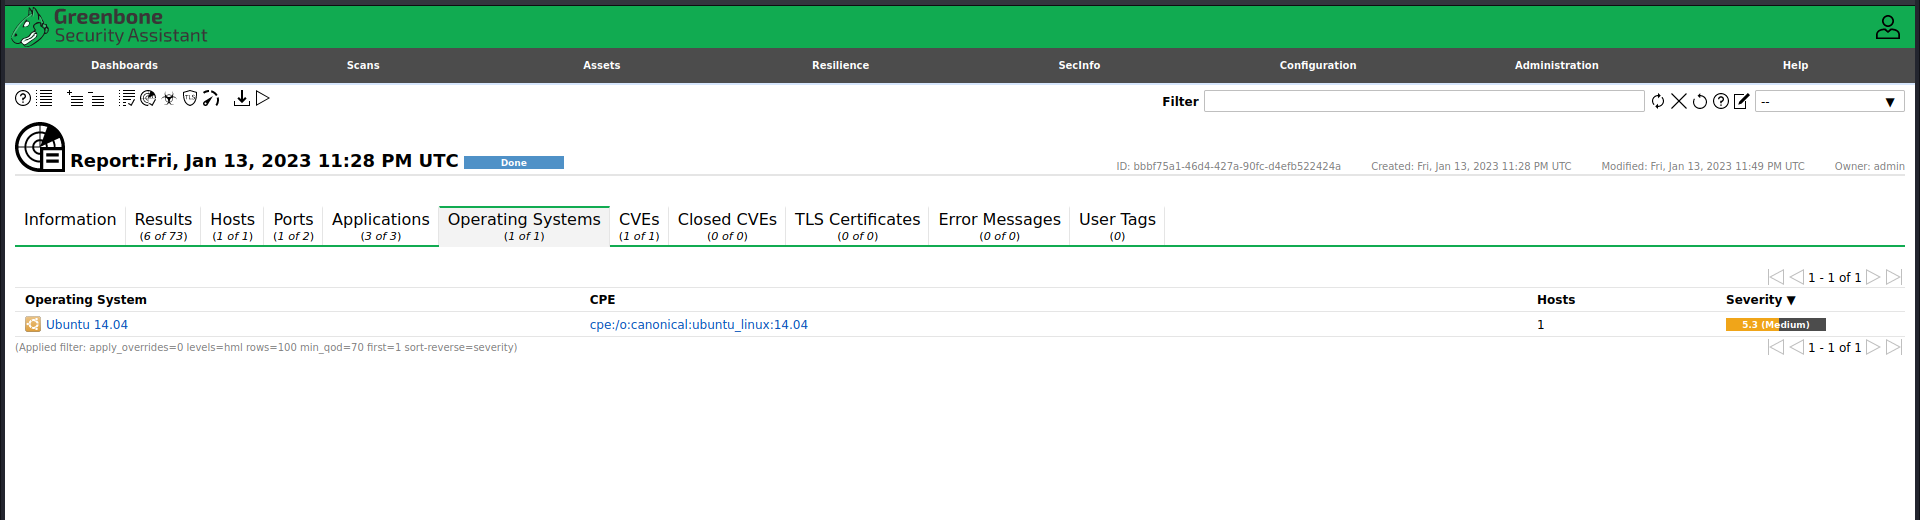 Greenbone
Security Assistant
Dashboards Scans Assets Resilience SecInfo Configuration Administration Help
Filter --
Report:Fri, Jan 13, 2023 11:28 PM UTC Done
ID: bbbf75a1-46d4-427a-90fc-d4efb522424a Created: Fri, Jan 13, 2023 11:28 PM UTC Modified: Fri, Jan 13, 2023 11:49 PM UTC Owner: admin
Information Results Hosts Ports Applications Operating Systems CVEs Closed CVEs TLS Certificates Error Messages User Tags
(6 of 73) (1 of 1) (1 of 2) (3 of 3) (1 of 1) (1 of 1) (0 of 0) (0 of 0) (0 of 0) (0)
1 - 1 of 1
Operating System CPE Hosts Severity ▼
Ubuntu 14.04 cpe:/o:canonical:ubuntu_linux:14.04 1 5.3 (Medium)
(Applied filter: apply_overrides=0 levels=hml rows=100 min_qod=70 first=1 sort-reverse=severity) 1 - 1 of 1